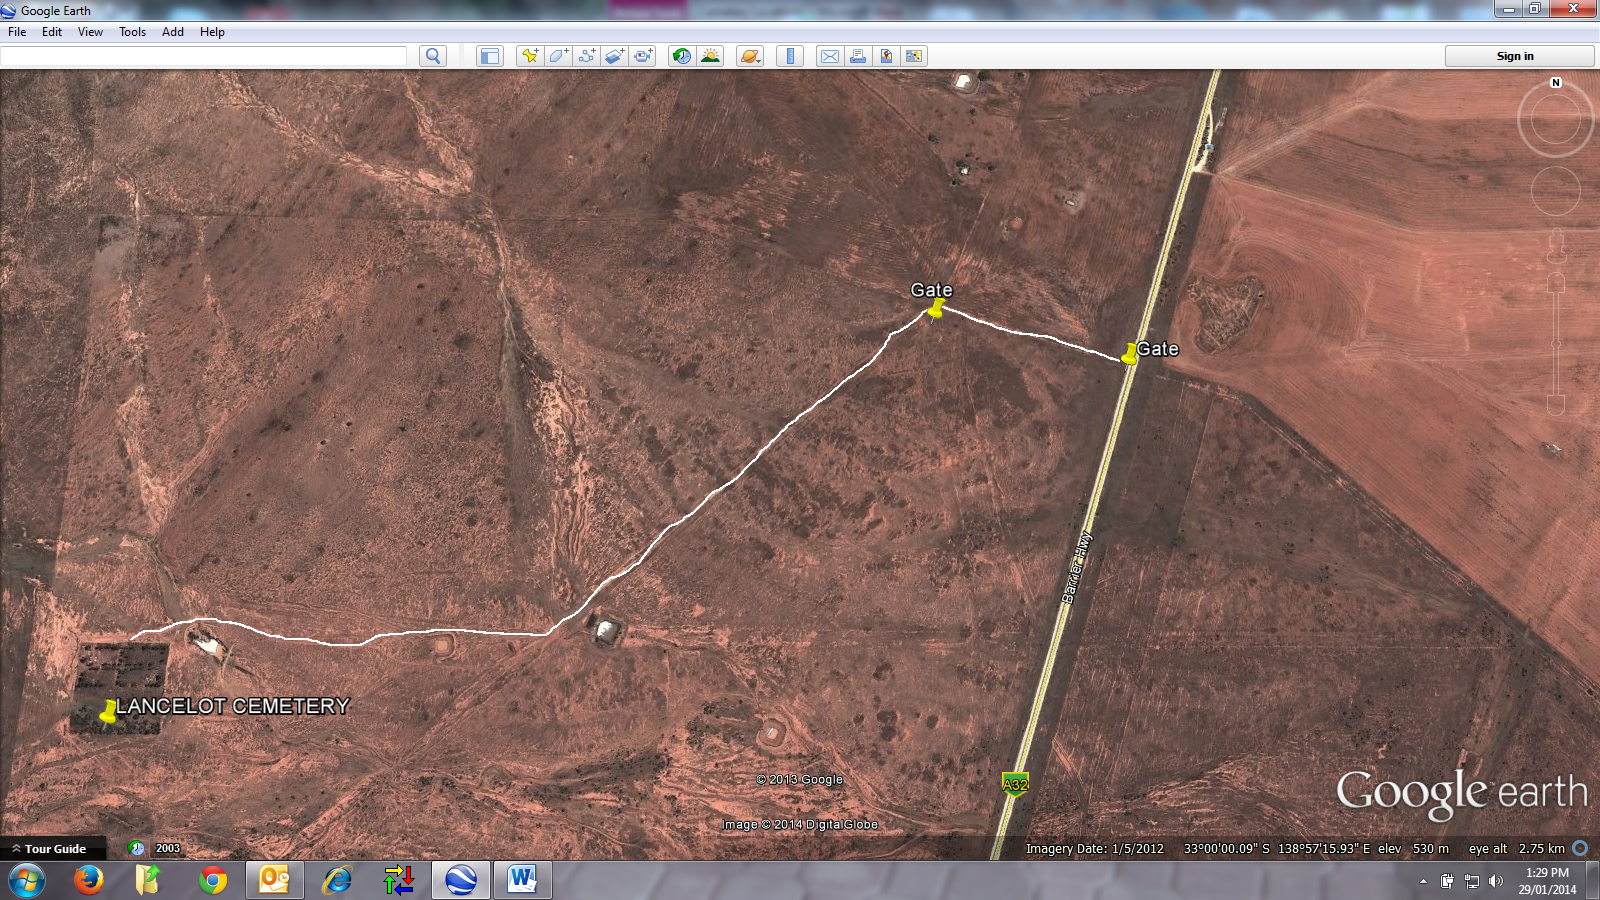 Google Earth
File Edit View Tools Add Help
Sign in
N
Gate
Gate
Barrier Hwy
LANCELOT CEMETERY
© 2013 Google
A32
Google earth
Image © 2014 DigitalGlobe
Tour Guide
2003
Imagery Date: 1/5/2012 33°00'00.09" S 138°57'15.93" E elev 530 m eye alt 2.75 km
1:29 PM
29/01/2014